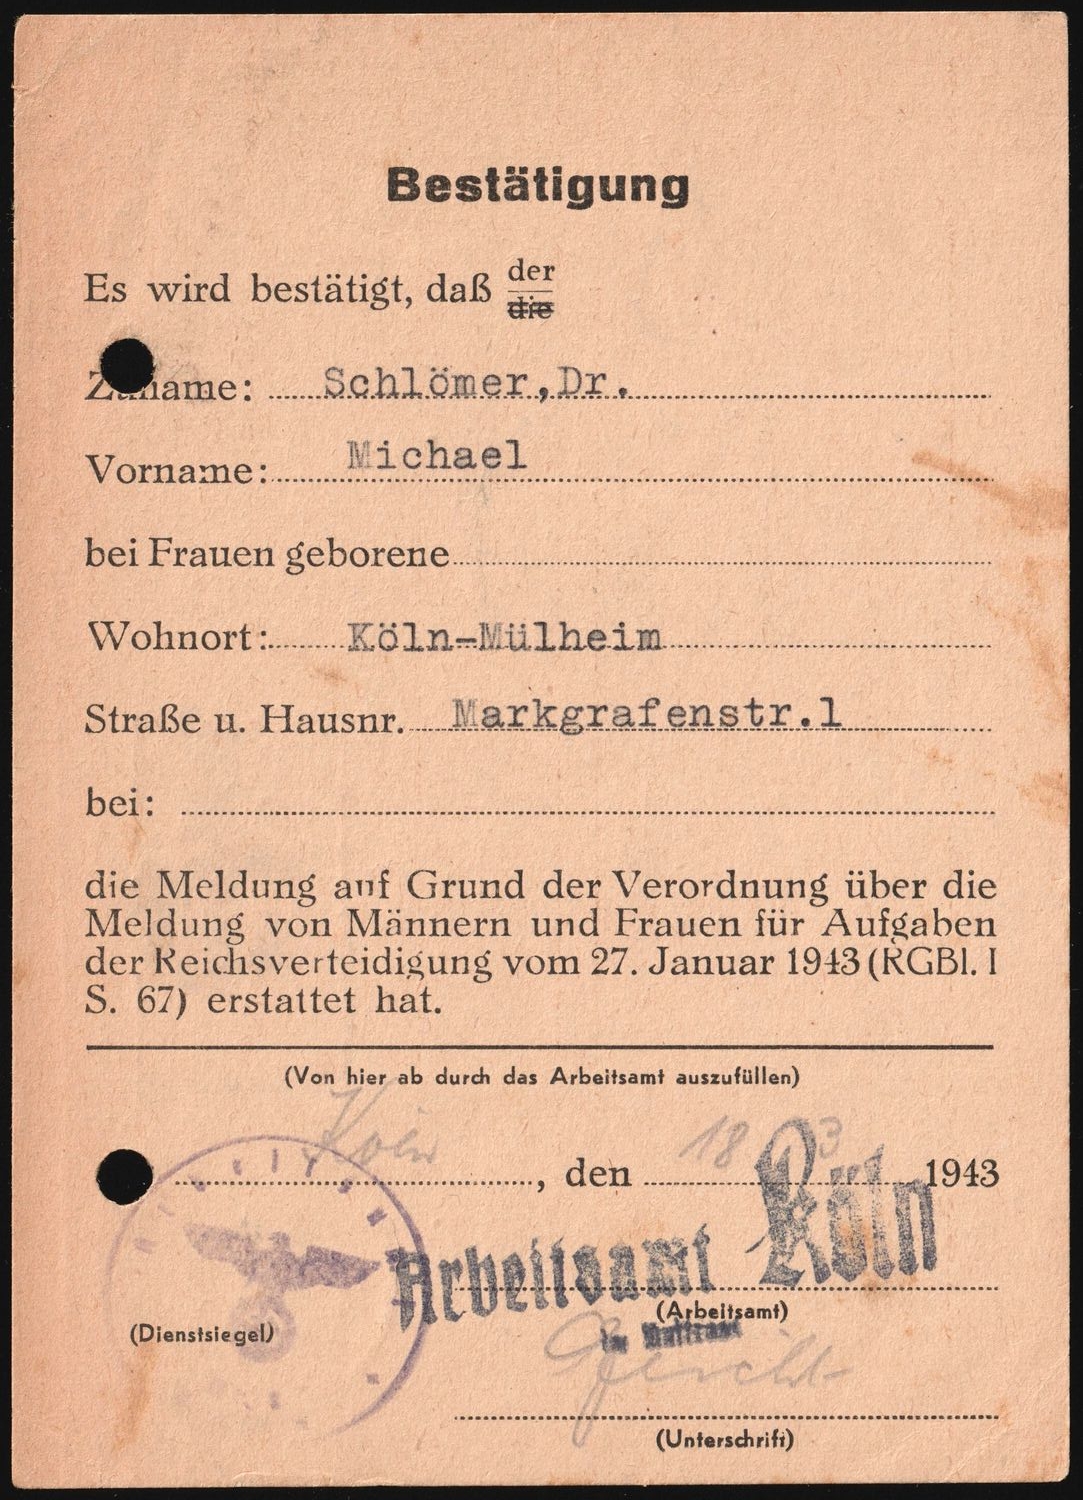 Bestätigung
Es wird bestätigt, daß der
die
Zuname: Schlömer,Dr.
Vorname: Michael
bei Frauen geborene
Wohnort: Köln-Mülheim
Straße u. Hausnr. Markgrafenstr.1
bei:
die Meldung auf Grund der Verordnung über die
Meldung von Männern und Frauen für Aufgaben
der Reichsverteidigung vom 27. Januar 1943 (RGBl. I
S. 67) erstattet hat.
(Von hier ab durch das Arbeitsamt auszufüllen)
Köln, den 18 3 1943
Arbeitsamt Köln
(Arbeitsamt)
(Dienstsiegel)
Im Auftrag
(Unterschrift)